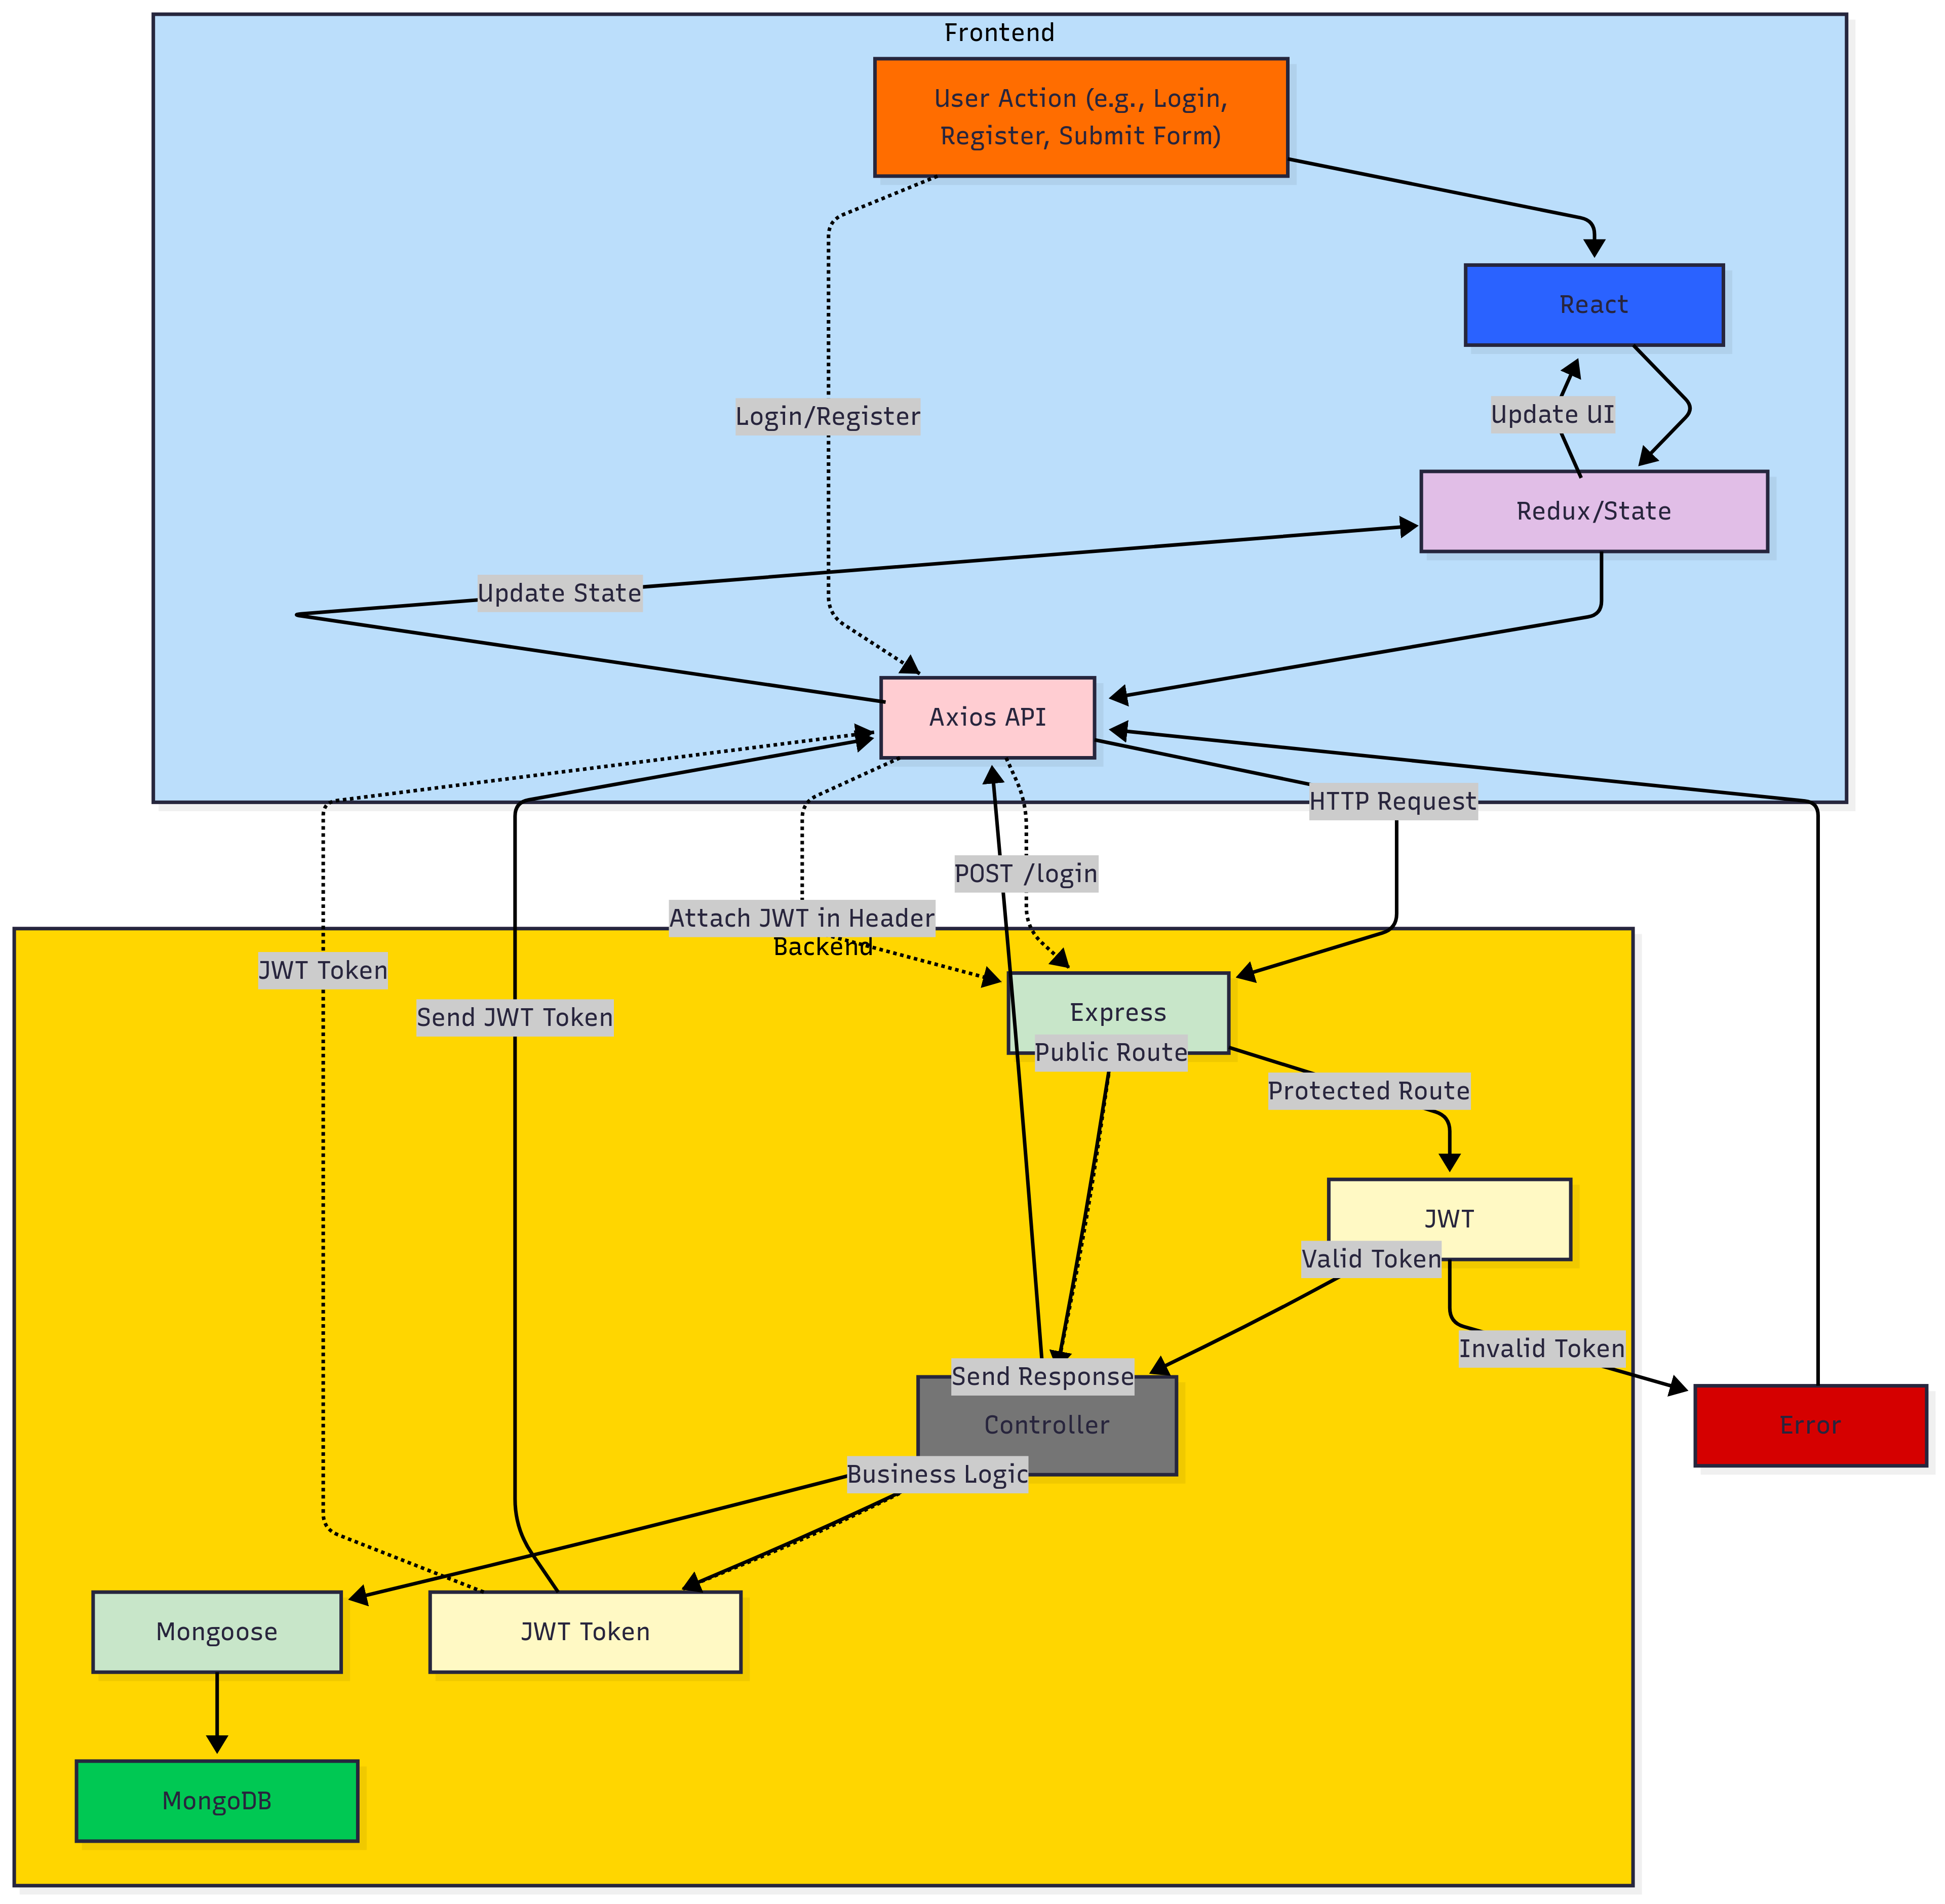 Frontend
User Action (e.g., Login,
Register, Submit Form)
React
Login/Register
Update UI
Redux/State
Update State
Axios API
HTTP Request
POST /login
Attach JWT in Header
Backend
JWT Token
Send JWT Token
Express
Public Route
Protected Route
JWT
Valid Token
Invalid Token
Send Response
Controller
Error
Business Logic
Mongoose
JWT Token
MongoDB